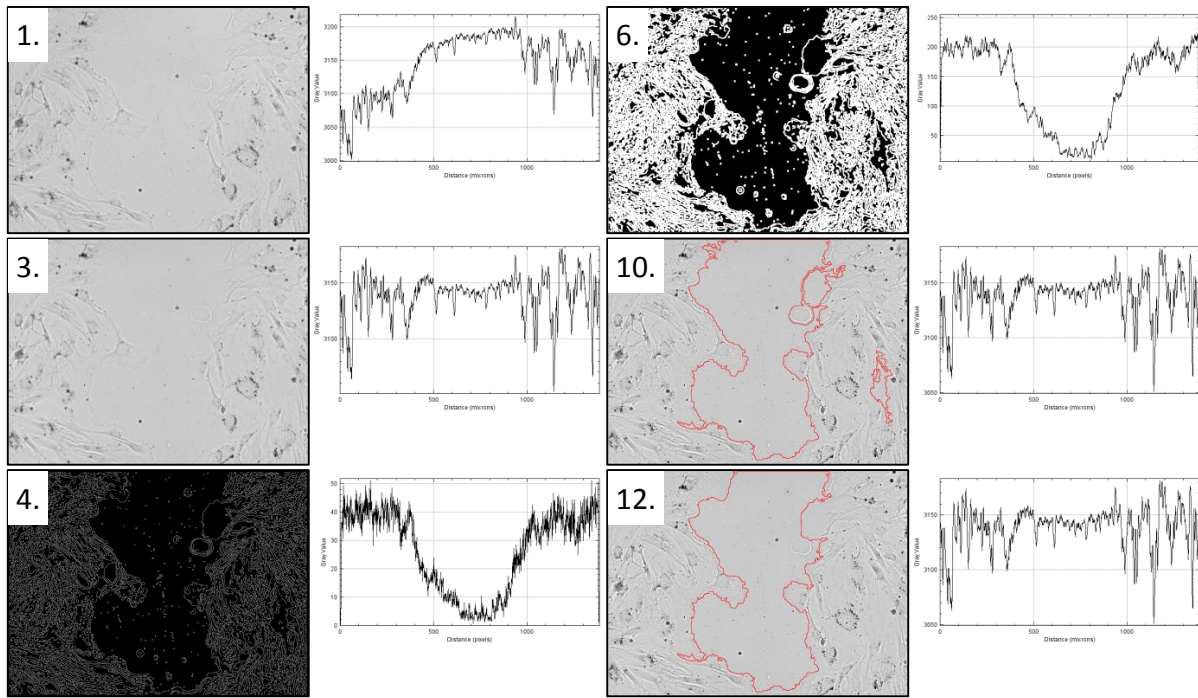 1.
3200
3150
3100
3050
3000
Gray Value
0 500 1000
Distance (microns)
6.
250
200
150
100
50
Gray Value
0 500 1000
Distance (pixels)
3.
3150
3100
Gray Value
0 500 1000
Distance (microns)
10.
3150
3100
3050
Gray Value
0 500 1000
Distance (microns)
4.
50
40
30
20
10
0
Gray Value
0 500 1000
Distance (pixels)
12.
3150
3100
3050
Gray Value
0 500 1000
Distance (microns)